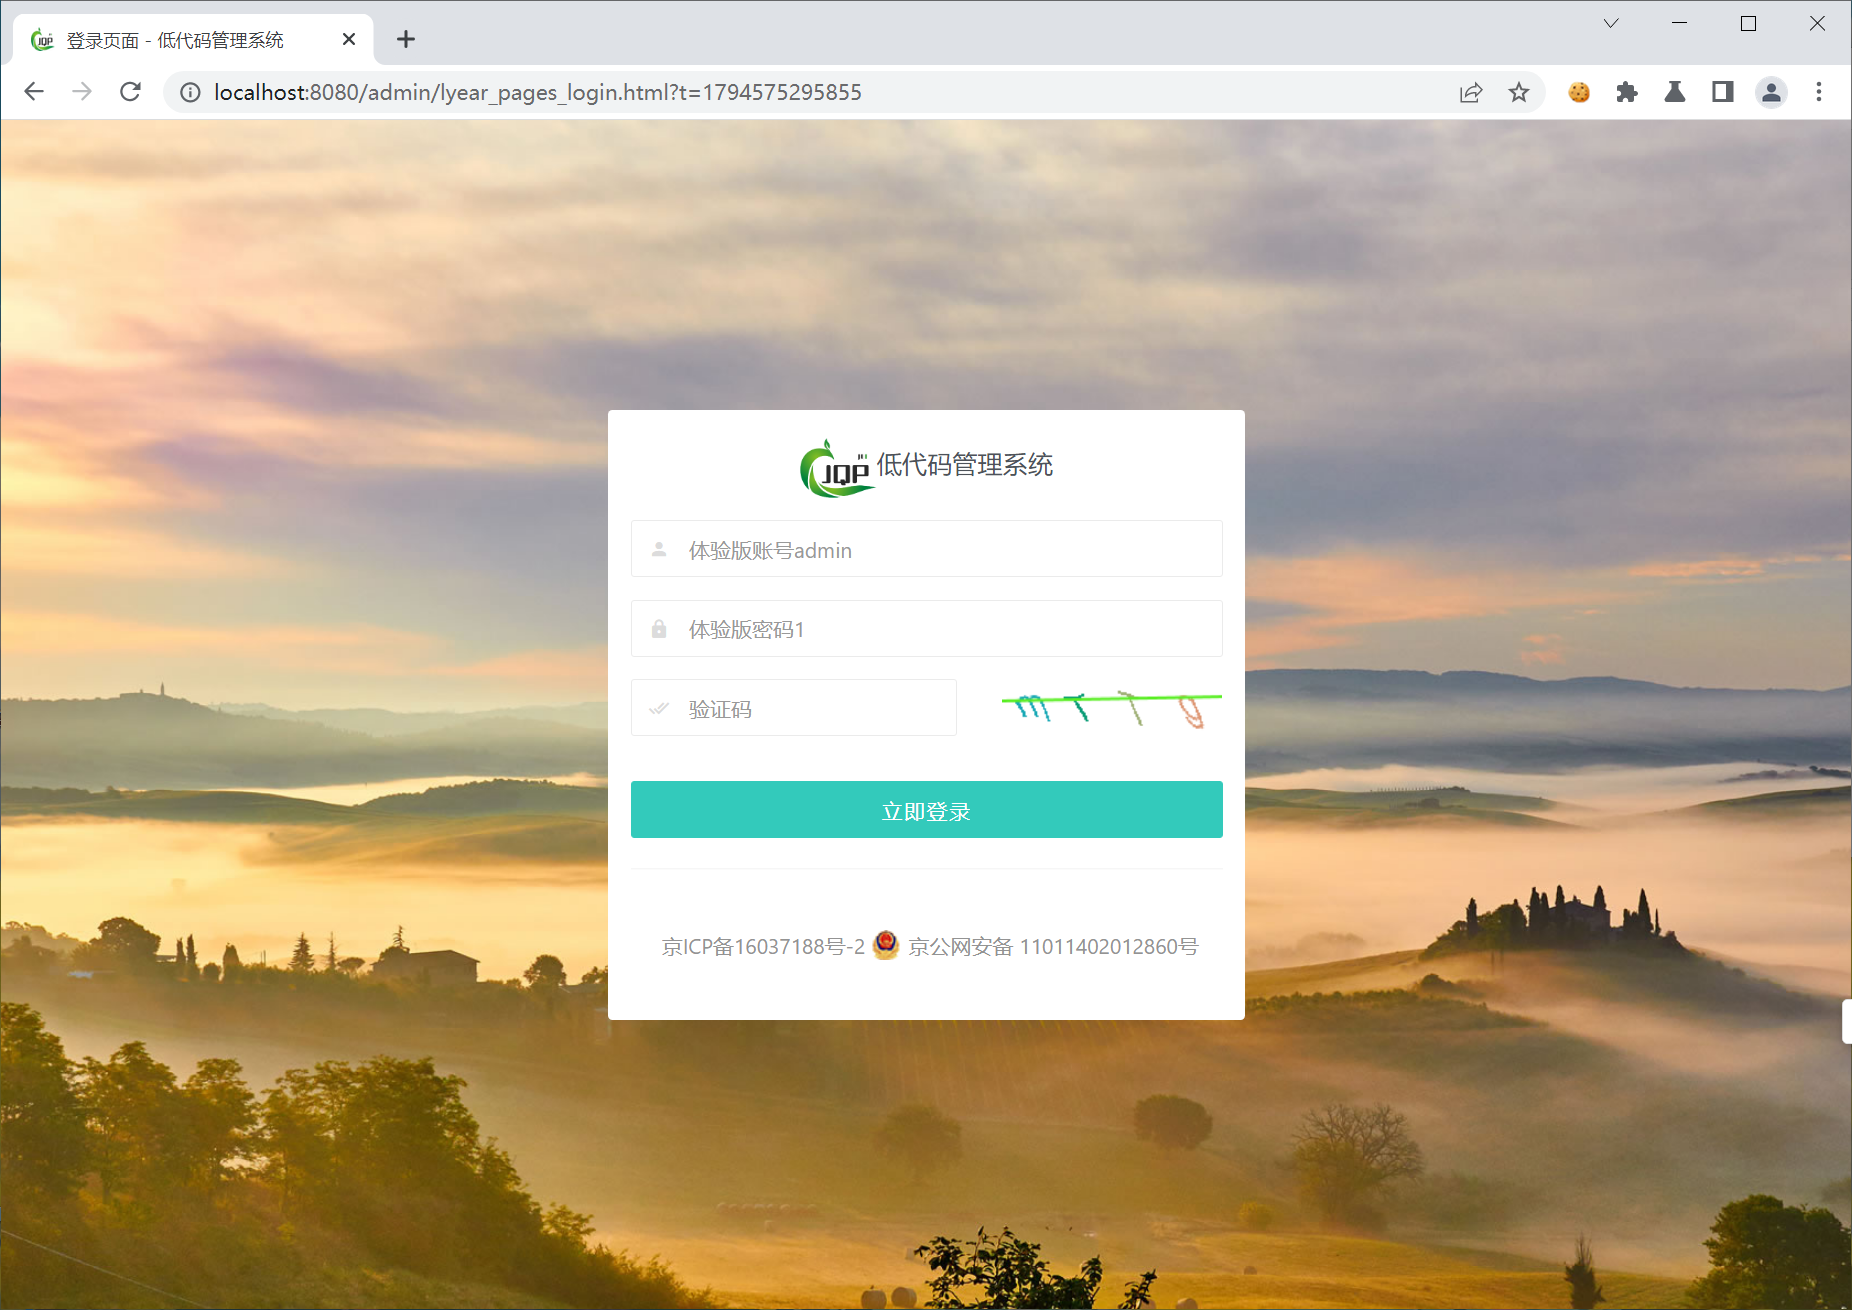 登录页面 - 低代码管理系统
localhost:8080/admin/lyear_pages_login.html?t=1794575295855
JQP 低代码管理系统
体验版账号admin
体验版密码1
验证码
立即登录
京ICP备16037188号-2 京公网安备 11011402012860号